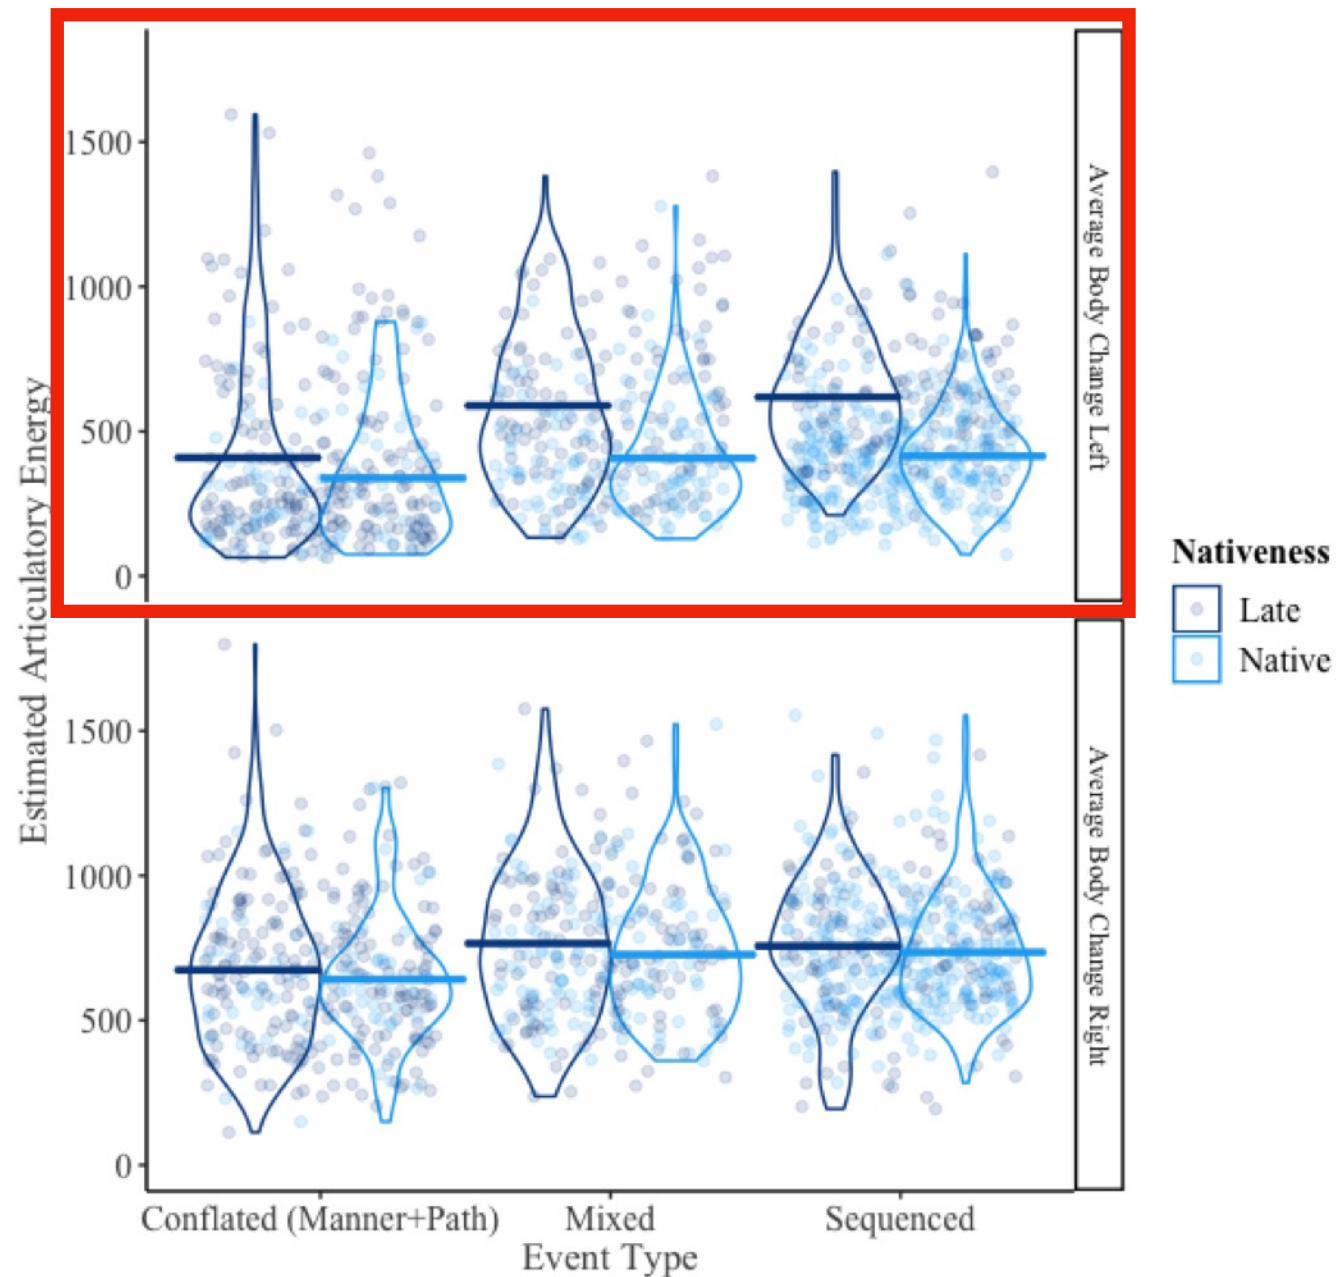 1500
1000
500
0
Average Body Change Left
Estimated Articulatory Energy
Nativeness
Late
Native
1500
1000
500
0
Average Body Change Right
Conflated (Manner+Path)
Mixed
Sequenced
Event Type